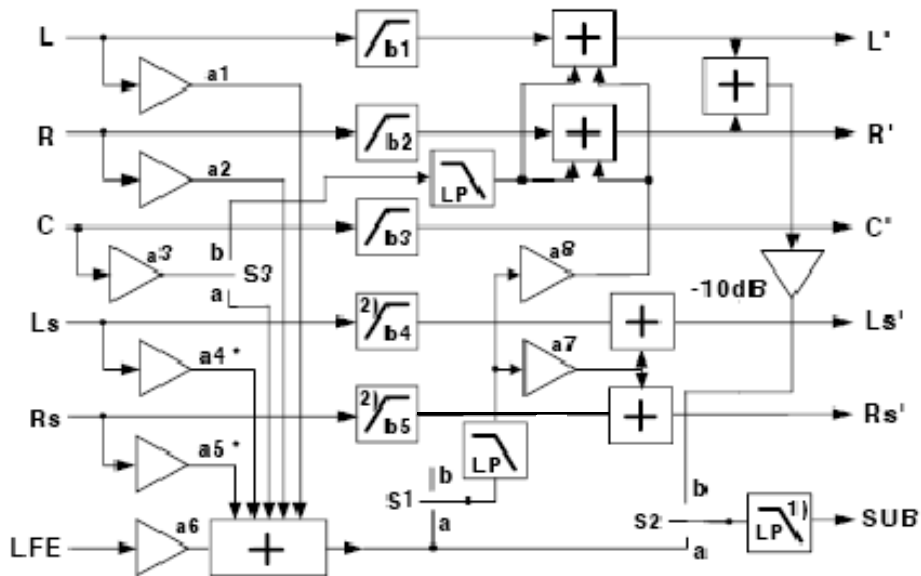 L
b1
+
L'
a1
+
R
b2
+
R'
a2
LP
C
b3
C'
a3
b
S3
a8
-10dB
a
Ls
2)
b4
+
Ls'
a4 *
a7
Rs
2)
b5
+
Rs'
a5 *
LP
b
b
S1
a
S2
LP
1)
SUB
a6
a
LFE
+